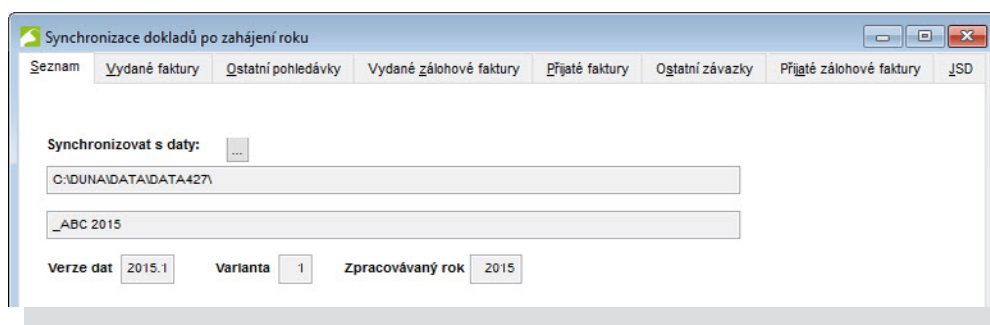 Synchronizace dokladů po zahájení roku
Seznam Vydané faktury Ostatní pohledávky Vydané zálohové faktury Přijaté faktury Ostatní závazky Přijaté zálohové faktury JSD
Synchronizovat s daty: ...
C:\DUNA\DATA\DATA427\
_ABC 2015
Verze dat 2015.1 Varianta 1 Zpracovávaný rok 2015